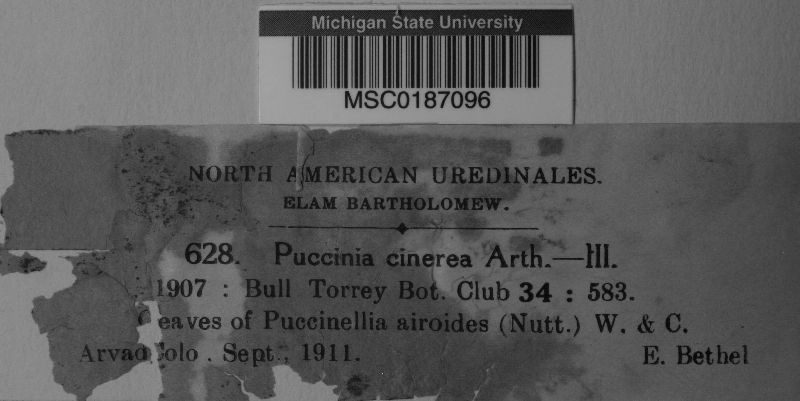 Michigan State University
MSC0187096
NORTH AMERICAN UREDINALES.
ELAM BARTHOLOMEW.
628. Puccinia cinerea Arth.—III.
1907 : Bull Torrey Bot. Club 34 : 583.
eaves of Puccinellia airoides (Nutt.) W. & C.
Arvad olo . Sept., 1911. E. Bethel